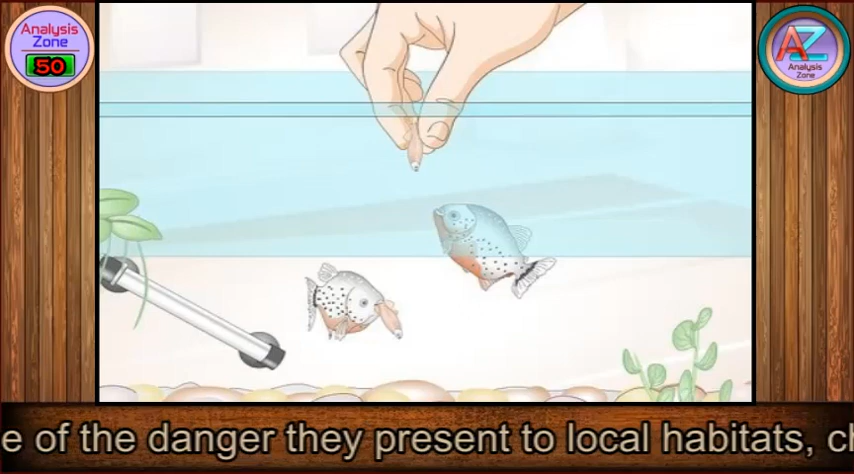 Analysis
Zone
50
AZ
Analysis
Zone
e of the danger they present to local habitats, ch